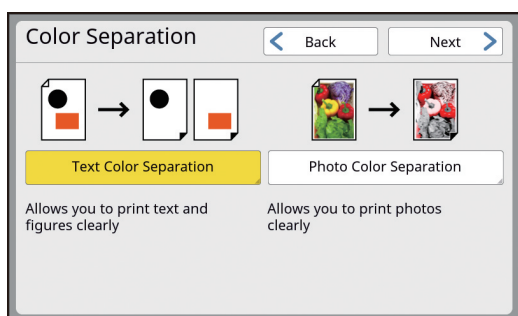 Color Separation
Back
Next
Text Color Separation
Photo Color Separation
Allows you to print text and
figures clearly
Allows you to print photos
clearly